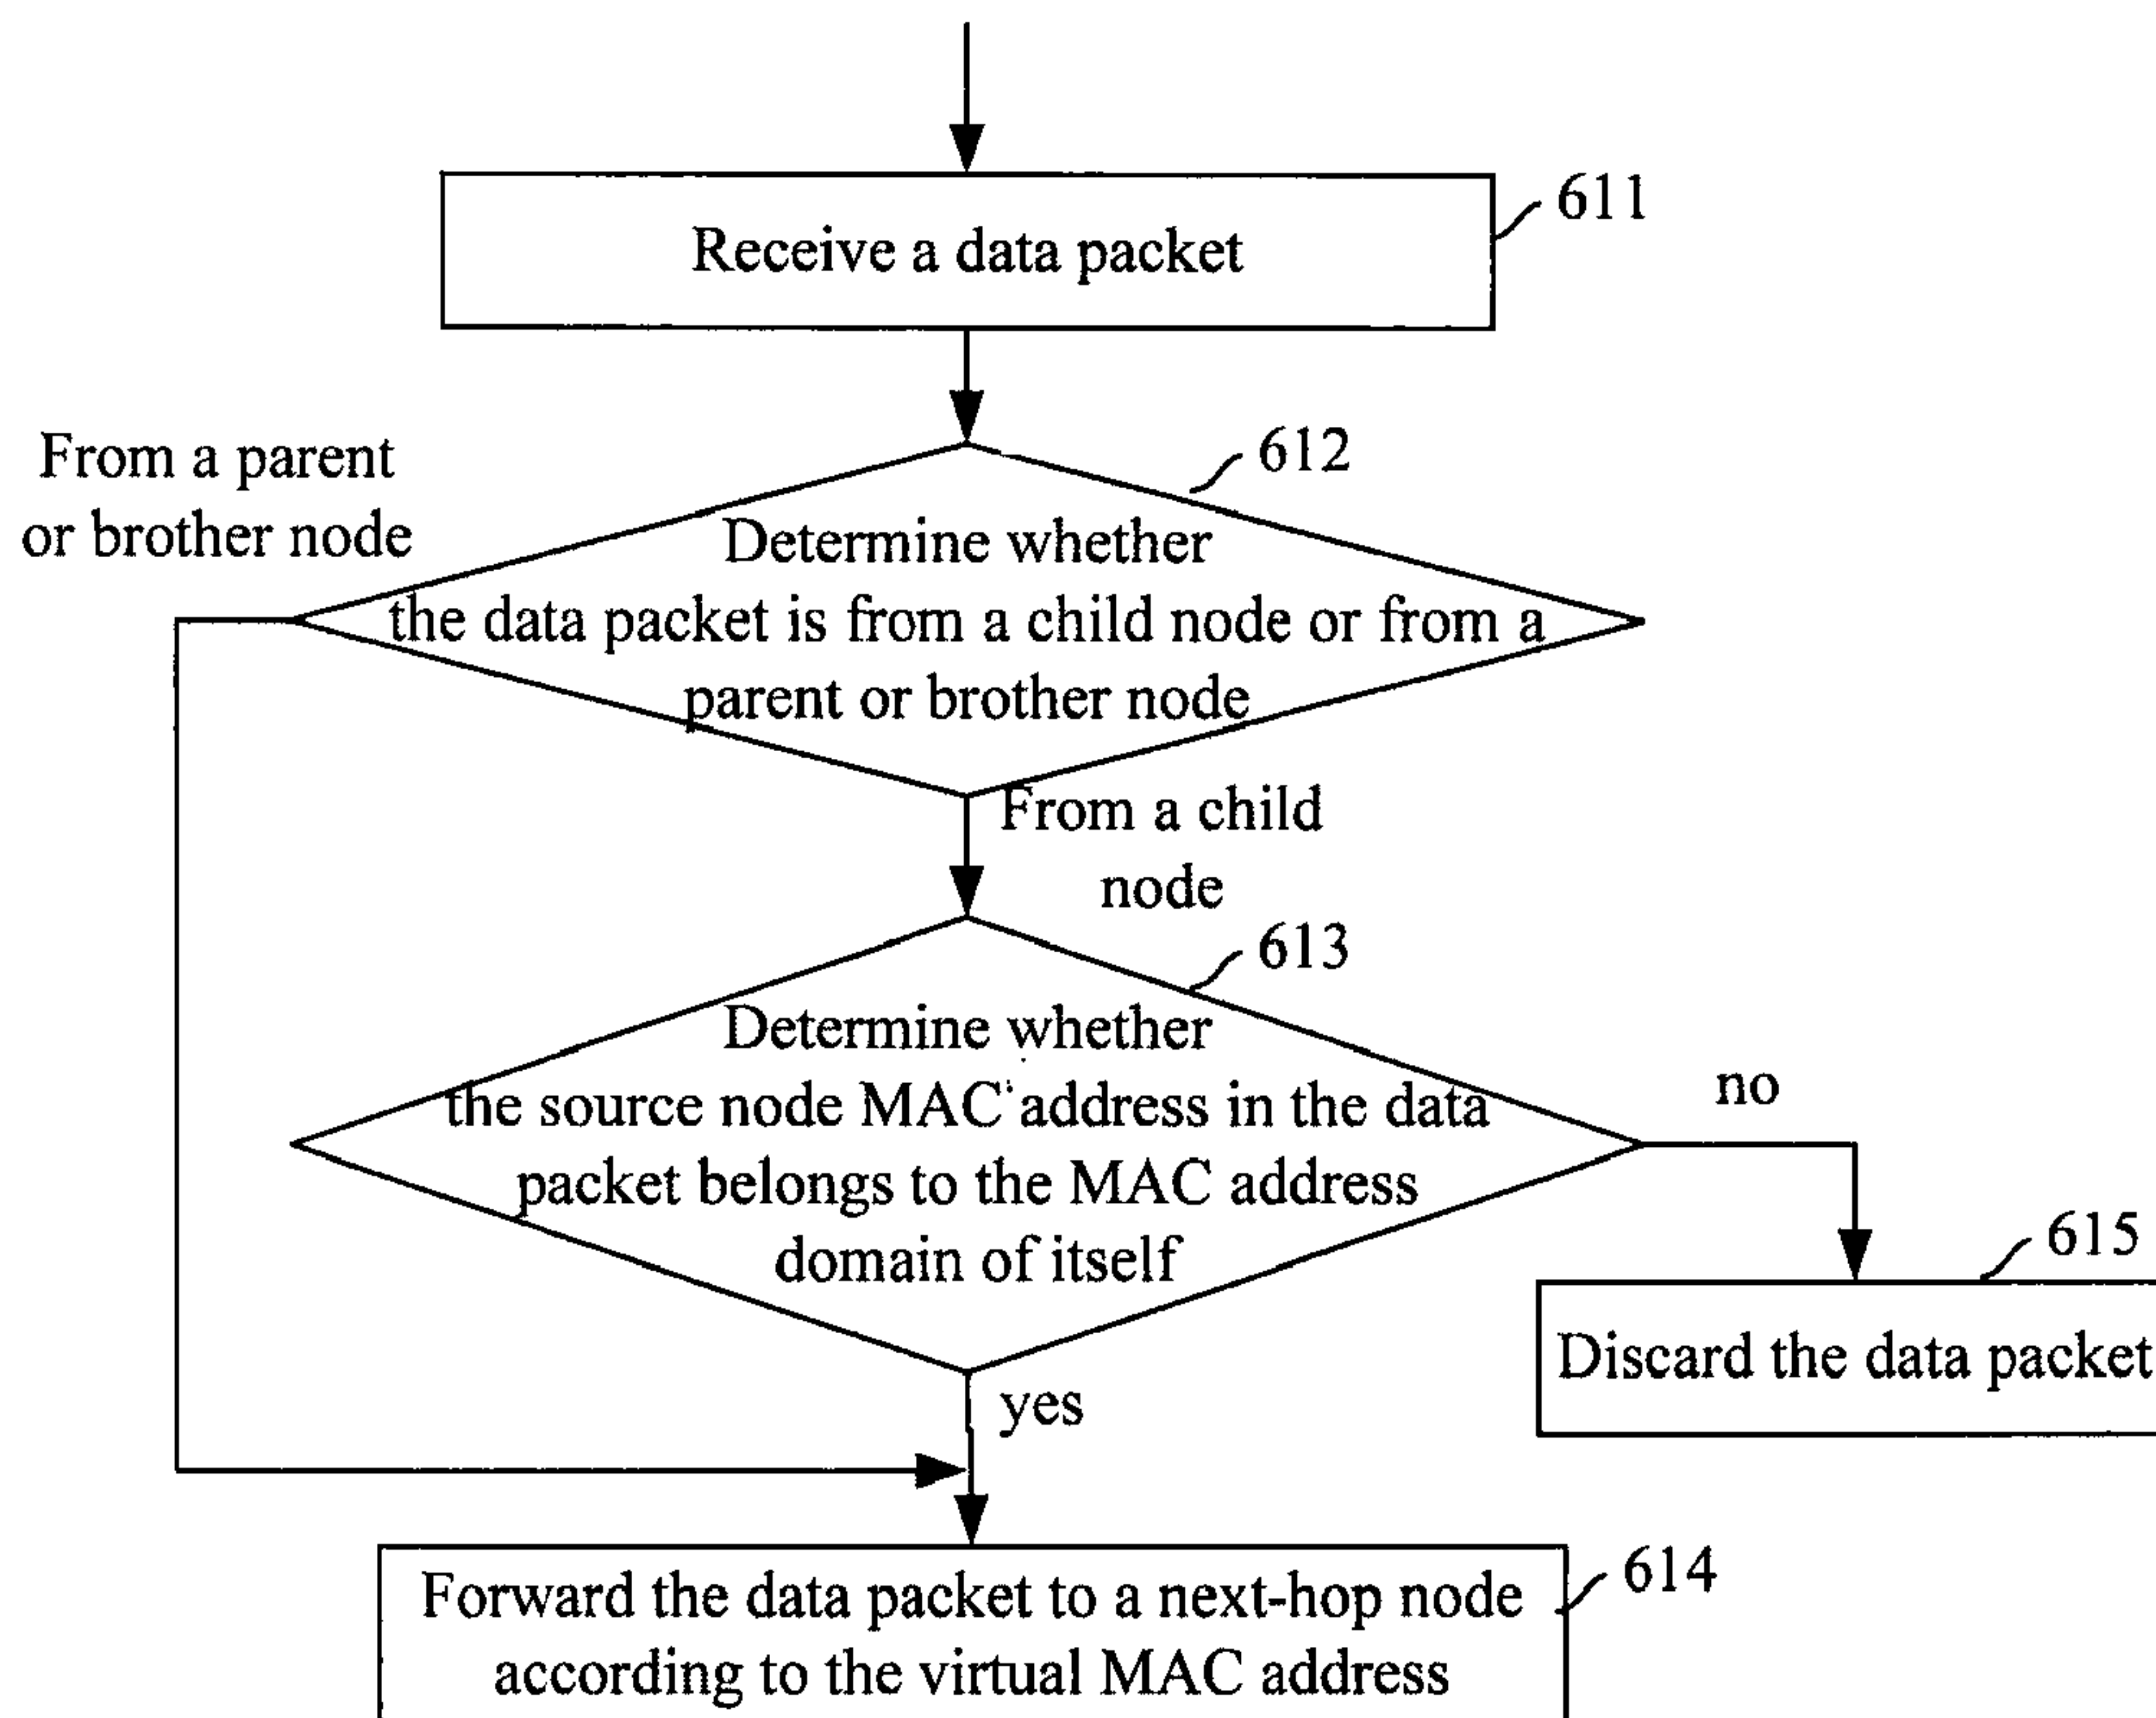 611
Receive a data packet
From a parent
or brother node
612
Determine whether
the data packet is from a child node or from a
parent or brother node
From a child
node
613
Determine whether
the source node MAC address in the data
packet belongs to the MAC address
domain of itself
no
yes
615
Discard the data packet
614
Forward the data packet to a next-hop node
according to the virtual MAC address